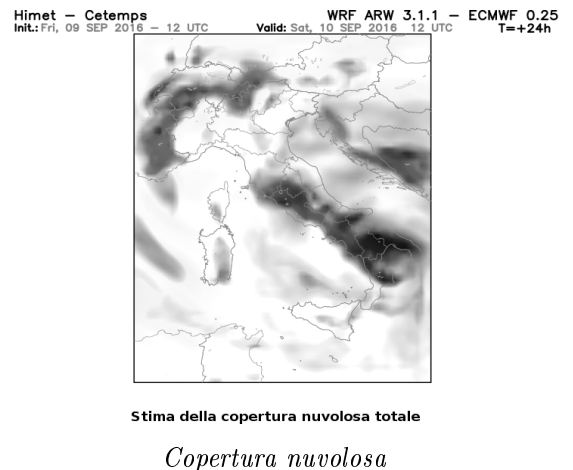 Himet – Cetemps WRF ARW 3.1.1 – ECMWF 0.25
Init.: Fri, 09 SEP 2016 – 12 UTC Valid: Sat, 10 SEP 2016 12 UTC T=+24h
Stima della copertura nuvolosa totale
Copertura nuvolosa